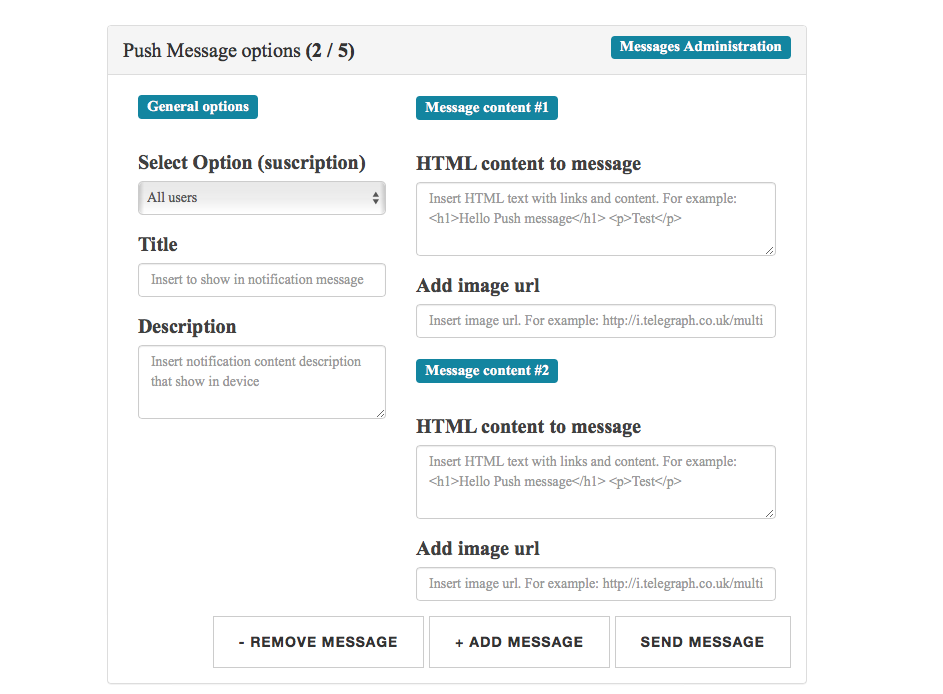 Push Message options (2 / 5)
Messages Administration
General options
Select Option (suscription)
All users
Title
Insert to show in notification message
Description
Insert notification content description
that show in device
Message content #1
HTML content to message
Insert HTML text with links and content. For example:
<h1>Hello Push message</h1> <p>Test</p>
Add image url
Insert image url. For example: http://i.telegraph.co.uk/multi
Message content #2
HTML content to message
Insert HTML text with links and content. For example:
<h1>Hello Push message</h1> <p>Test</p>
Add image url
Insert image url. For example: http://i.telegraph.co.uk/multi
- REMOVE MESSAGE
+ ADD MESSAGE
SEND MESSAGE